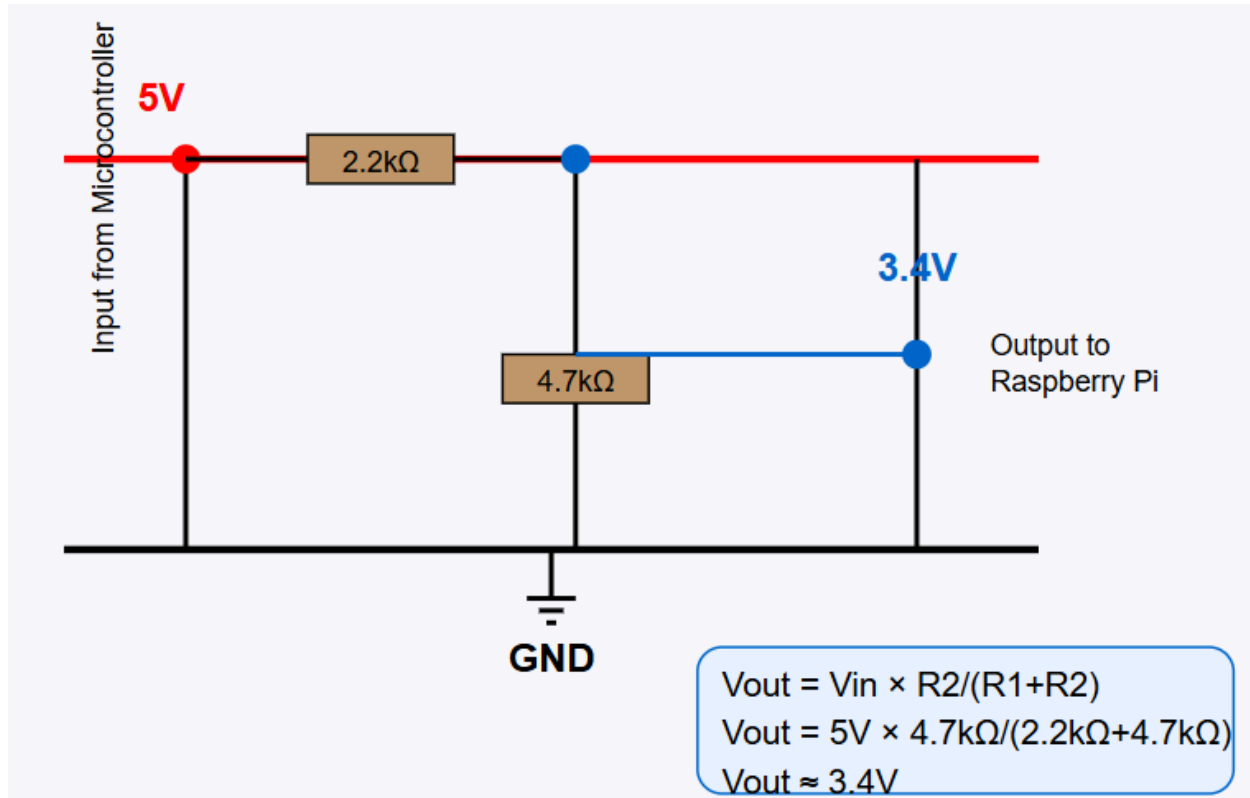 Input from Microcontroller
5V
2.2kΩ
3.4V
4.7kΩ
Output to
Raspberry Pi
GND
Vout = Vin × R2/(R1+R2)
Vout = 5V × 4.7kΩ/(2.2kΩ+4.7kΩ)
Vout ≈ 3.4V